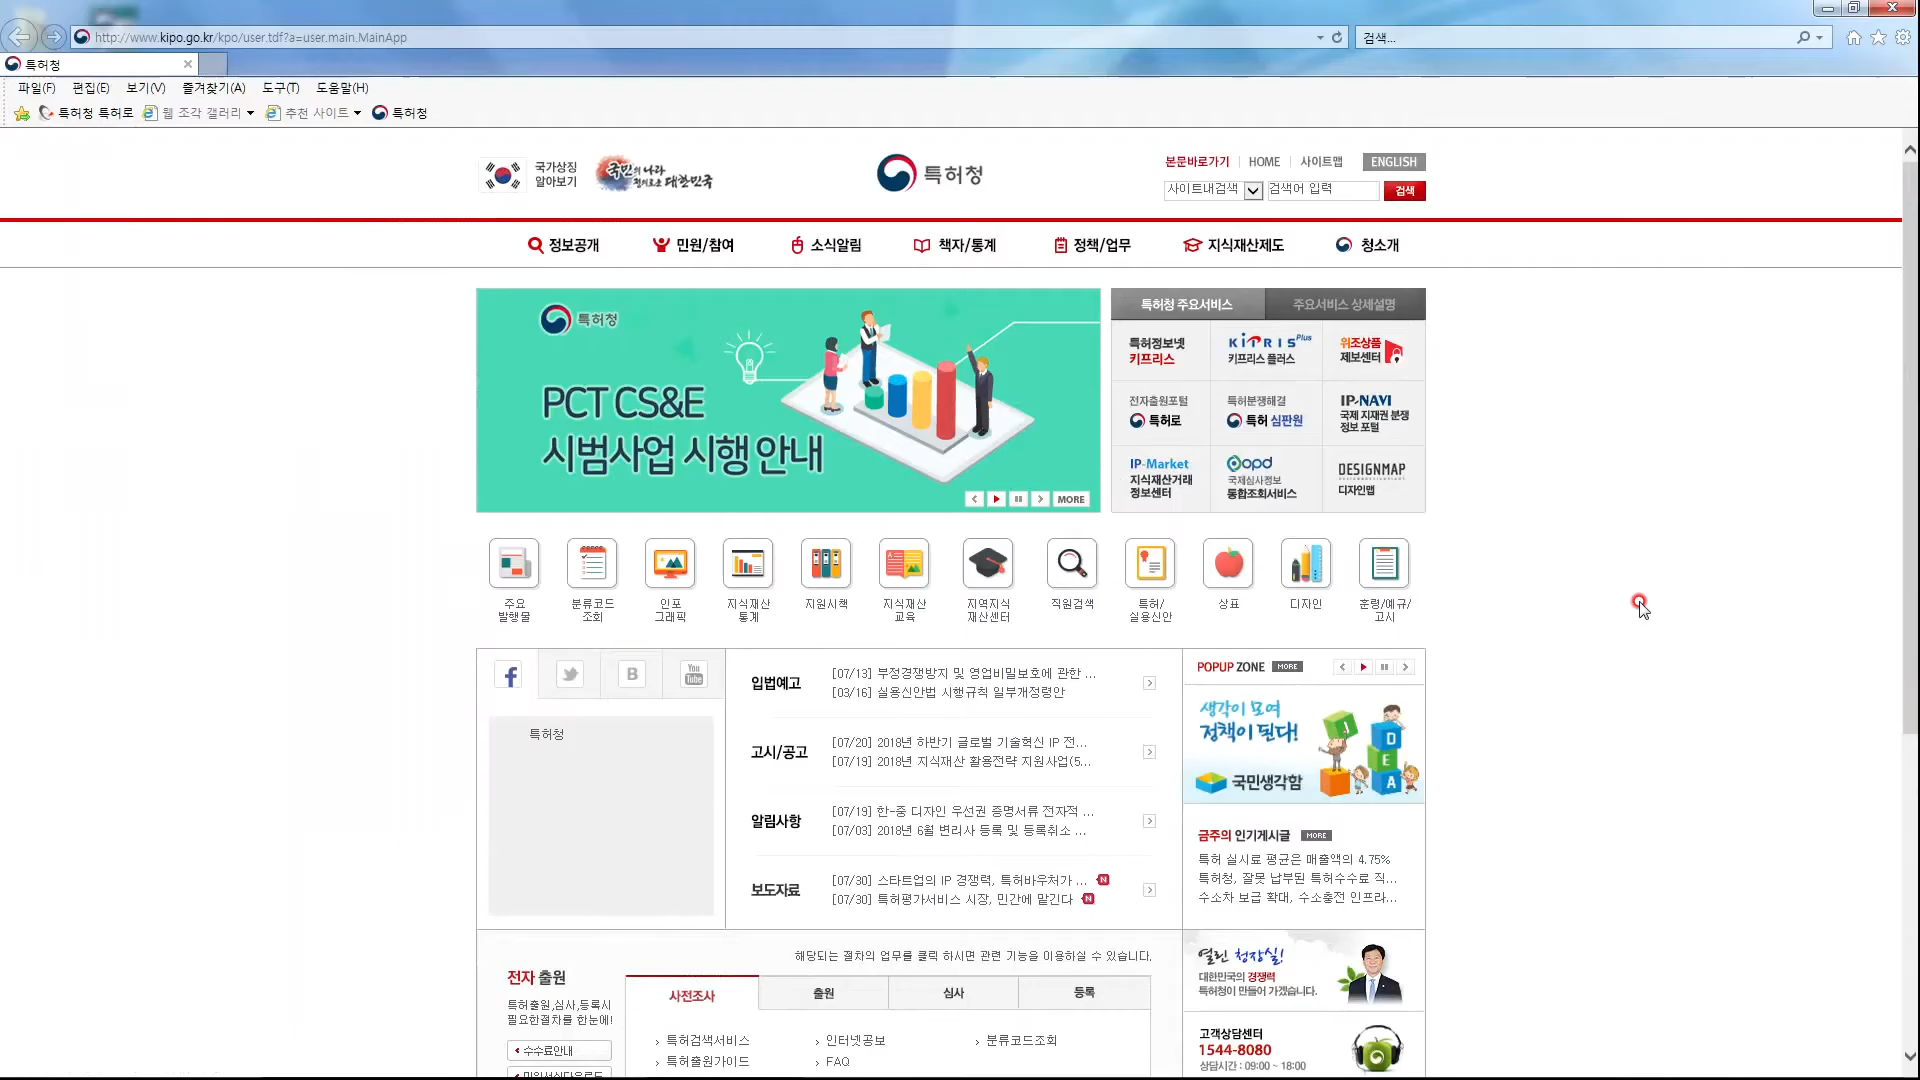 http://www.kipo.go.kr/kpo/user.tdf?a=user.main.MainApp
검색...
특허청
파일(F) 편집(E) 보기(V) 즐겨찾기(A) 도구(T) 도움말(H)
특허청 특허로 웹 조각 갤러리 추천 사이트 특허청
국가상징
알아보기
국민의 나라
정의로운 대한민국
특허청
본문바로가기 HOME 사이트맵 ENGLISH
사이트내검색 검색어 입력 검색
정보공개 민원/참여 소식알림 책자/통계 정책/업무 지식재산제도 청소개
특허청
PCT CS&E
시범사업 시행 안내
MORE
특허청 주요서비스 주요서비스 상세설명
특허정보넷
키프리스
KIPRIS Plus
키프리스 플러스
위조상품
제보센터
전자출원포털
특허로
특허분쟁해결
특허 심판원
IP-NAVI
국제 지재권 분쟁
정보 포털
IP-Market
지식재산거래
정보센터
opd
국제심사정보
통합조회서비스
DESIGNMAP
디자인맵
주요
발행물
분류코드
조회
인포
그래픽
지식재산
통계
지원시책
지식재산
교육
지역지식
재산센터
직원검색
특허/
실용신안
상표
디자인
훈령/예규/
고시
f B You Tube
특허청
입법예고
[07/13] 부정경쟁방지 및 영업비밀보호에 관한 ...
[03/16] 실용신안법 시행규칙 일부개정령안
고시/공고
[07/20] 2018년 하반기 글로벌 기술혁신 IP 전...
[07/19] 2018년 지식재산 활용전략 지원사업(5...
알림사항
[07/19] 한-중 디자인 우선권 증명서류 전자적 ...
[07/03] 2018년 6월 변리사 등록 및 등록취소 ...
보도자료
[07/30] 스타트업의 IP 경쟁력, 특허바우처가 ... N
[07/30] 특허평가서비스 시장, 민간에 맡긴다 N
POPUP ZONE MORE
생각이 모여
정책이 된다!
국민생각함
I D E A
금주의 인기게시글 MORE
특허 실시료 평균은 매출액의 4.75%
특허청, 잘못 납부된 특허수수료 직...
수소차 보급 확대, 수소충전 인프라...
열린 청장실!
대한민국의 경쟁력
특허청이 만들어 가겠습니다.
고객상담센터
1544-8080
상담시간 : 09:00 ~ 18:00
해당되는 절차의 업무를 클릭 하시면 관련 기능을 이용하실 수 있습니다.
전자 출원
특허출원,심사,등록시
필요한절차를 한눈에!
수수료안내
사전조사 출원 심사 등록
특허검색서비스 인터넷공보 분류코드조회
특허출원가이드 FAQ